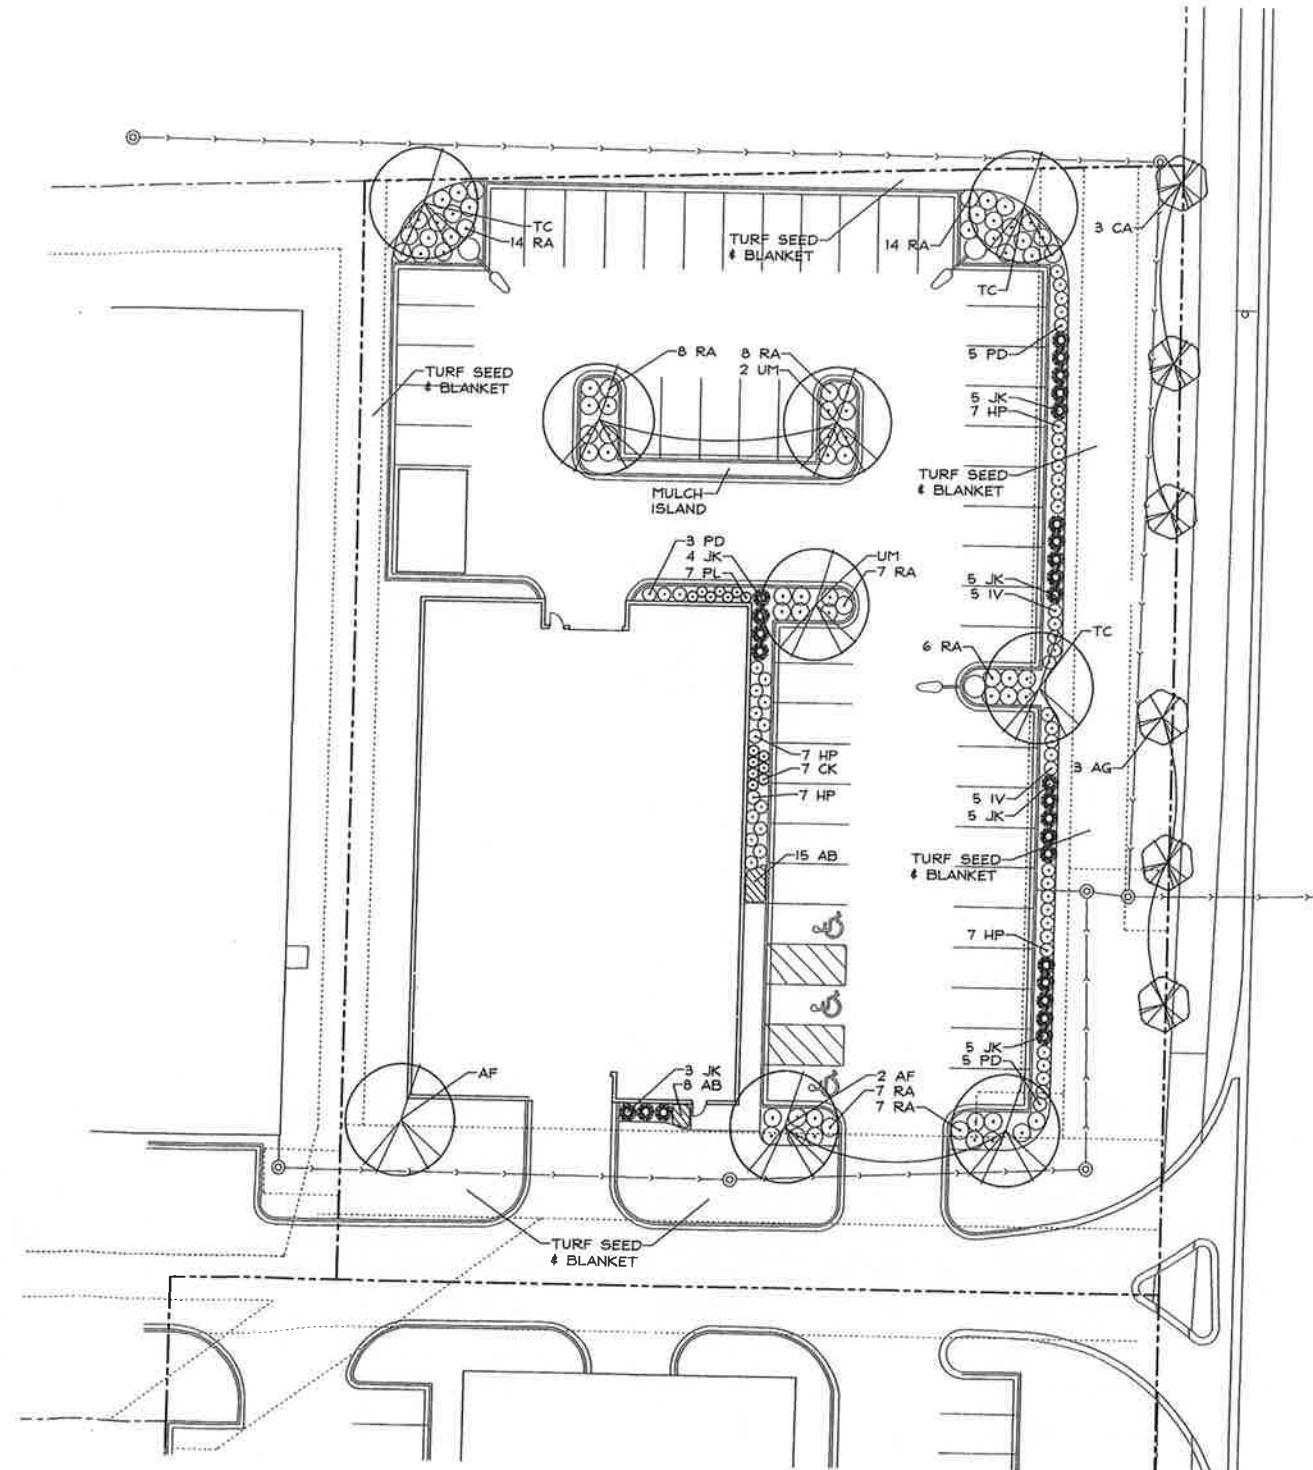 TC
14 RA
TURF SEED
& BLANKET
14 RA
3 CA
TC
8 RA
8 RA
2 UM
5 PD
TURF SEED
& BLANKET
5 JK
7 HP
TURF SEED
& BLANKET
MULCH
ISLAND
3 PD
4 JK
7 PL
UM
7 RA
5 JK
5 IV
TC
6 RA
7 HP
7 CK
7 HP
3 AG
5 IV
5 JK
15 AB
TURF SEED
& BLANKET
7 HP
5 JK
5 PD
AF
3 JK
8 AB
2 AF
7 RA
7 RA
TURF SEED
& BLANKET